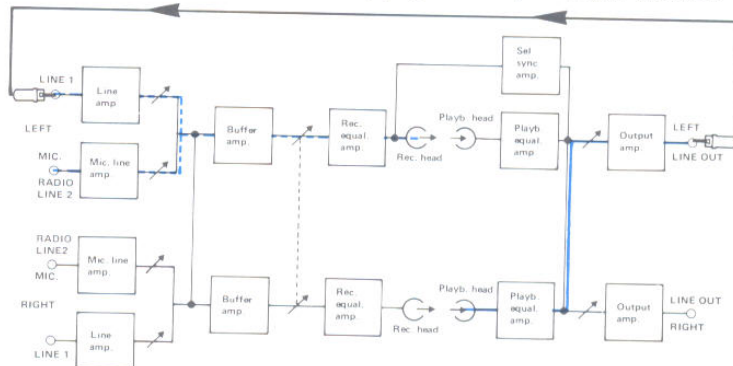 Sel
sync
amp.
LINE 1
Line
amp
LEFT
Buffer
amp.
Rec.
equal.
amp.
Rec. head
Playb. head
Playb
equal.
amp.
Output
amp.
LEFT
LINE OUT
MIC.
RADIO
LINE 2
Mic. line
amp.
RADIO
LINE2
MIC.
Mic. line
amp.
RIGHT
LINE 1
Line
amp.
Buffer
amp.
Rec.
equal.
amp.
Rec. head
Playb. head
Playb.
equal.
amp.
Output
amp.
LINE OUT
RIGHT